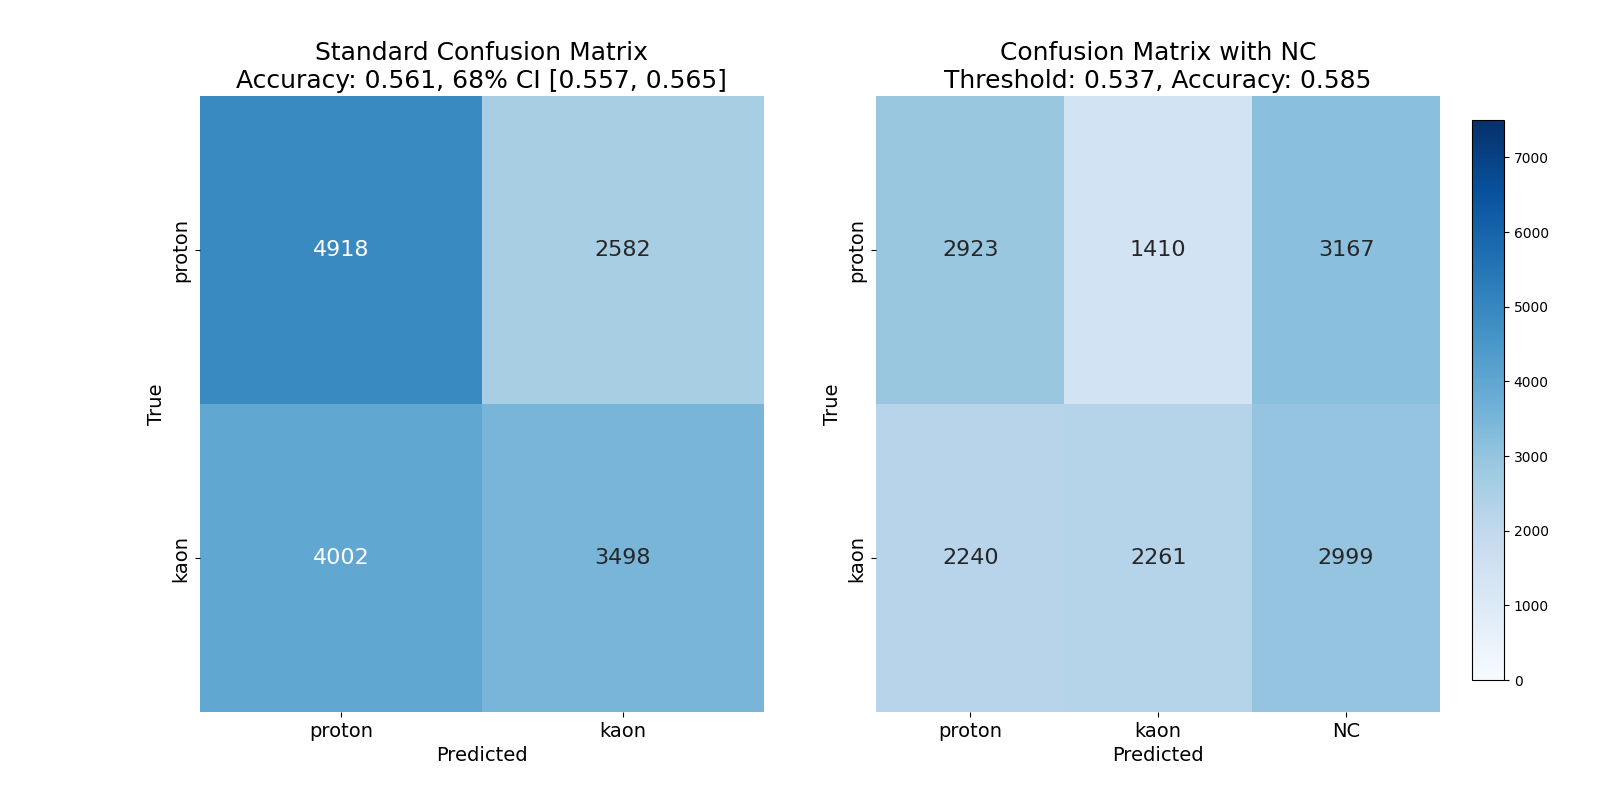 Standard Confusion Matrix
Accuracy: 0.561, 68% CI [0.557, 0.565]
True
proton
kaon
4918 2582
4002 3498
proton kaon
Predicted
Confusion Matrix with NC
Threshold: 0.537, Accuracy: 0.585
True
proton
kaon
2923 1410 3167
2240 2261 2999
proton kaon NC
Predicted
7000
6000
5000
4000
3000
2000
1000
0